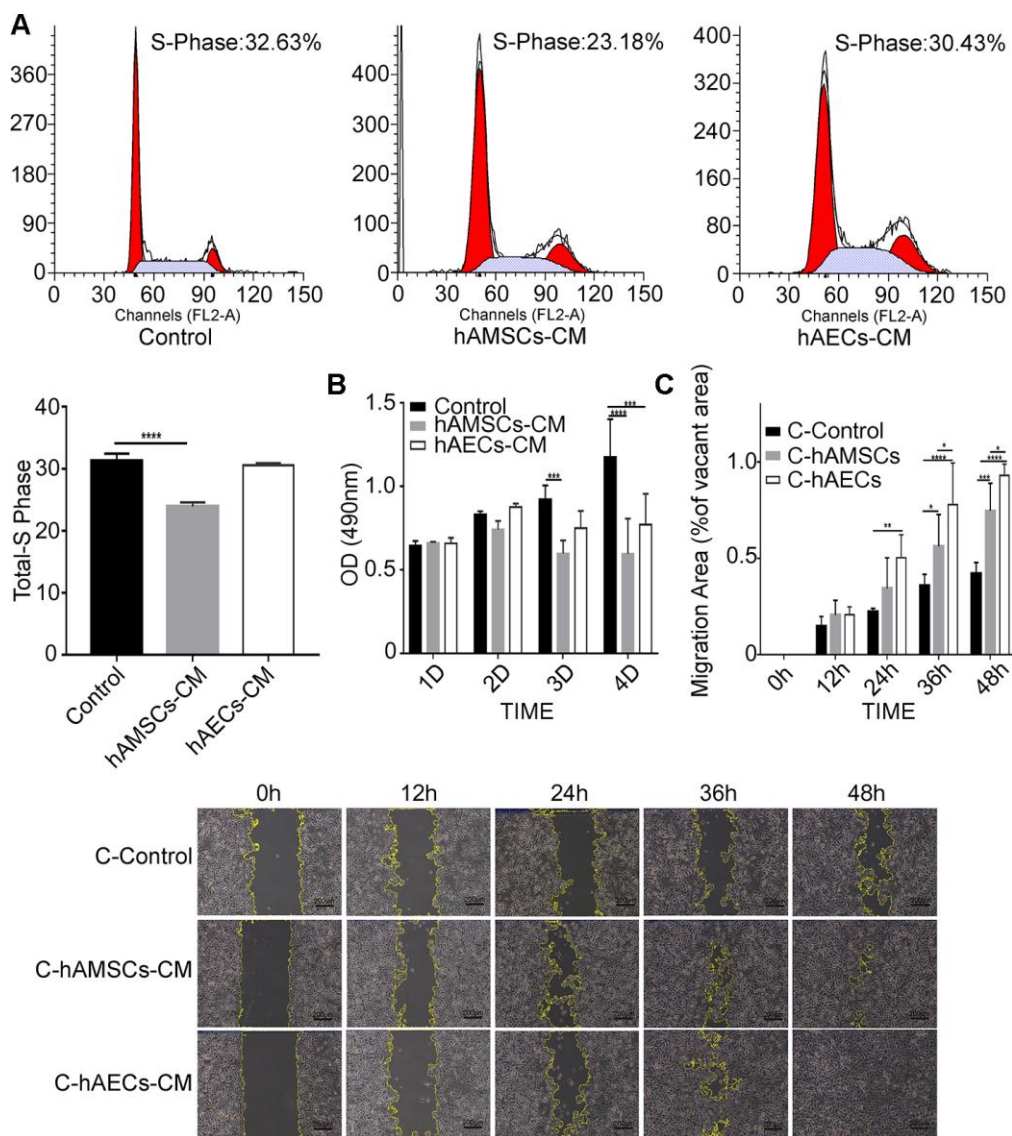 A
S-Phase:32.63%
360
270
180
90
0
0 30 60 90 120 150
Channels (FL2-A)
Control
S-Phase:23.18%
400
300
200
100
0
0 30 60 90 120 150
Channels (FL2-A)
hAMSCs-CM
S-Phase:30.43%
400
320
240
160
80
0
0 30 60 90 120 150
Channels (FL2-A)
hAECs-CM
Total-S Phase
40
30
20
10
0
****
Control
hAMSCs-CM
hAECs-CM
B
OD (490nm)
1.5
1.0
0.5
0
Control
hAMSCs-CM
hAECs-CM
***
***
****
1D 2D 3D 4D
TIME
C
Migration Area (%of vacant area)
1.0
0.5
0
C-Control
C-hAMSCs
C-hAECs
**
*
****
*
*
****
***
0h 12h 24h 36h 48h
TIME
0h 12h 24h 36h 48h
C-Control
C-hAMSCs-CM
C-hAECs-CM